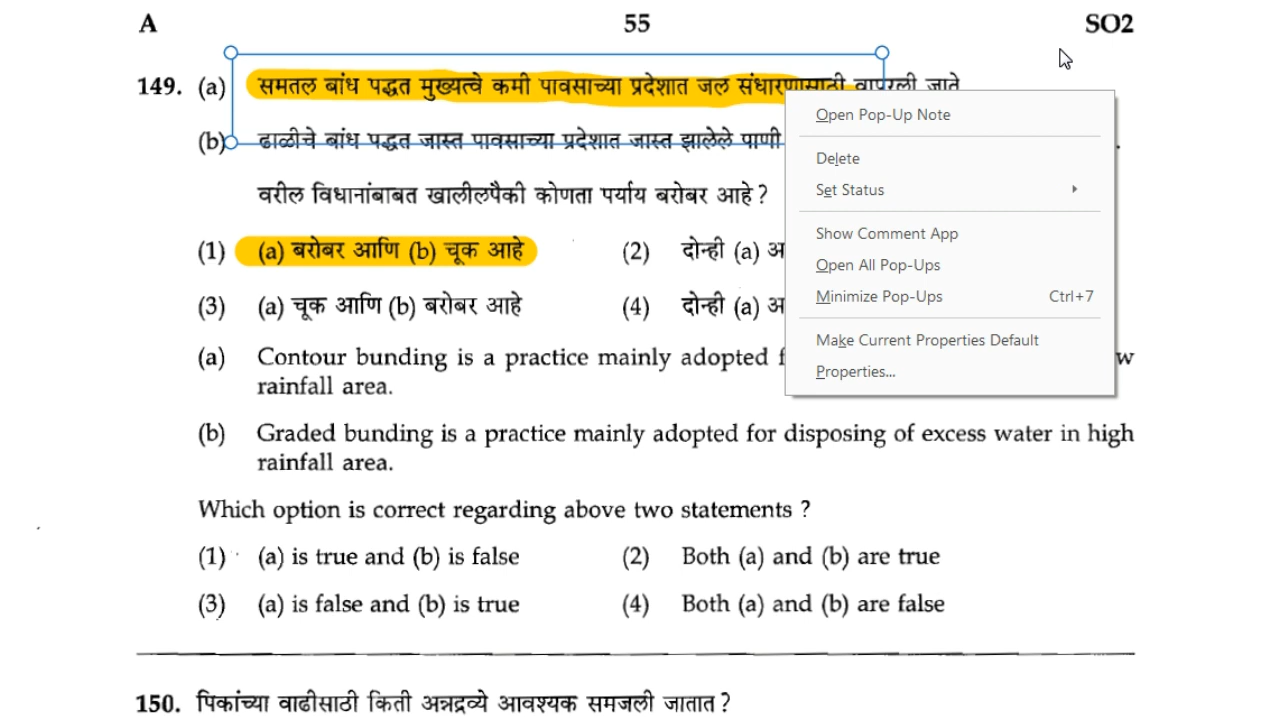 A 55 SO2
149. (a) समतल बांध पद्धत मुख्यत्वे कमी पावसाच्या प्रदेशात जल संधारणासाठी वापरली जाते
(b) ढाळीचे बांध पद्धत जास्त पावसाच्या प्रदेशात जास्त झालेले पाणी
वरील विधानांबाबत खालीलपैकी कोणता पर्याय बरोबर आहे ?
(1) (a) बरोबर आणि (b) चूक आहे (2) दोन्ही (a)
(3) (a) चूक आणि (b) बरोबर आहे (4) दोन्ही (a)
(a) Contour bunding is a practice mainly adopted
rainfall area.
(b) Graded bunding is a practice mainly adopted for disposing of excess water in high
rainfall area.
Which option is correct regarding above two statements ?
(1) (a) is true and (b) is false (2) Both (a) and (b) are true
(3) (a) is false and (b) is true (4) Both (a) and (b) are false
150. पिकांच्या वाढीसाठी किती अन्नद्रव्ये आवश्यक समजली जातात ?
Open Pop-Up Note
Delete
Set Status
Show Comment App
Open All Pop-Ups
Minimize Pop-Ups Ctrl+7
Make Current Properties Default
Properties...